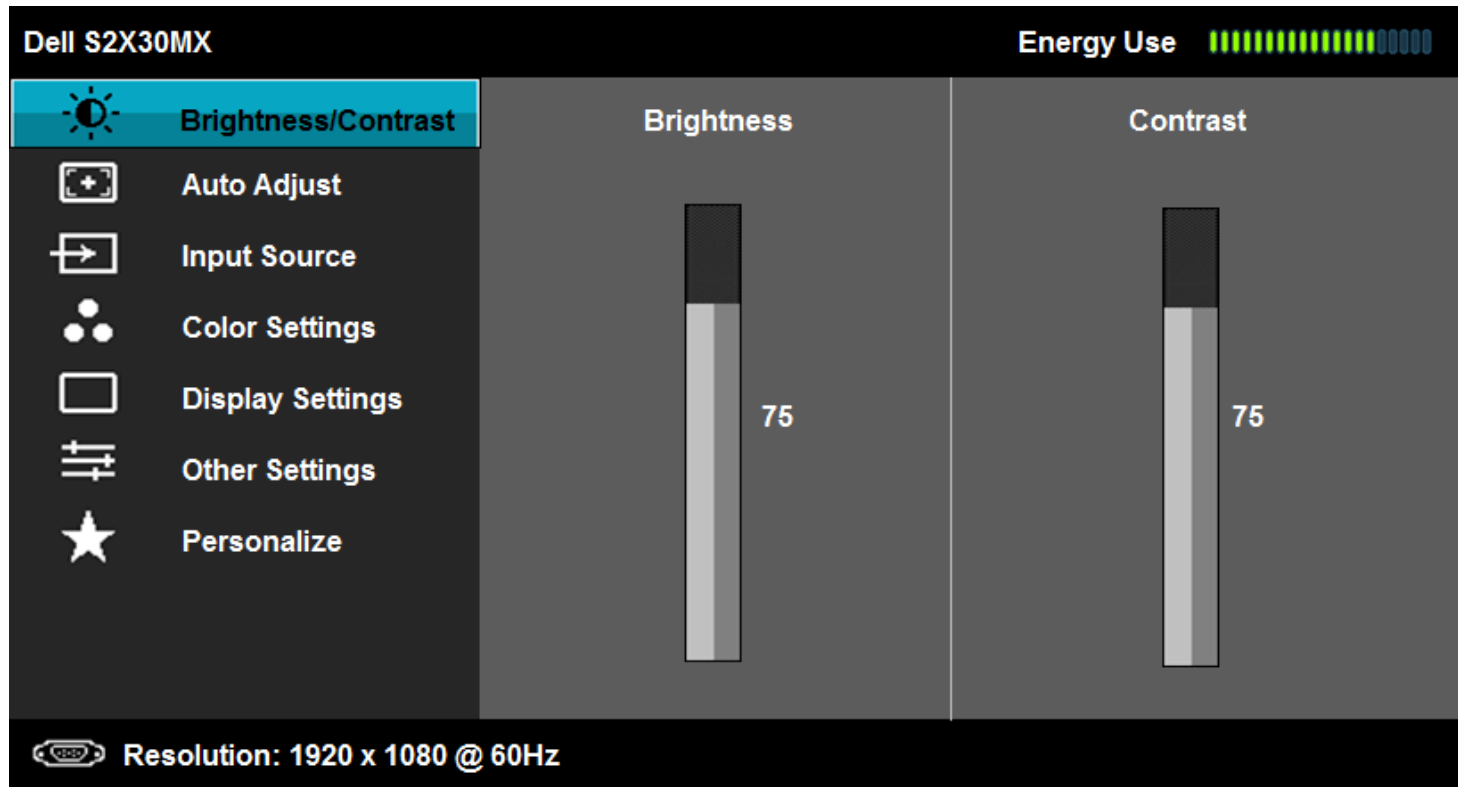 Dell S2X30MX
Energy Use
Brightness/Contrast
Auto Adjust
Input Source
Color Settings
Display Settings
Other Settings
Personalize
Brightness
Contrast
75
75
Resolution: 1920 x 1080 @ 60Hz